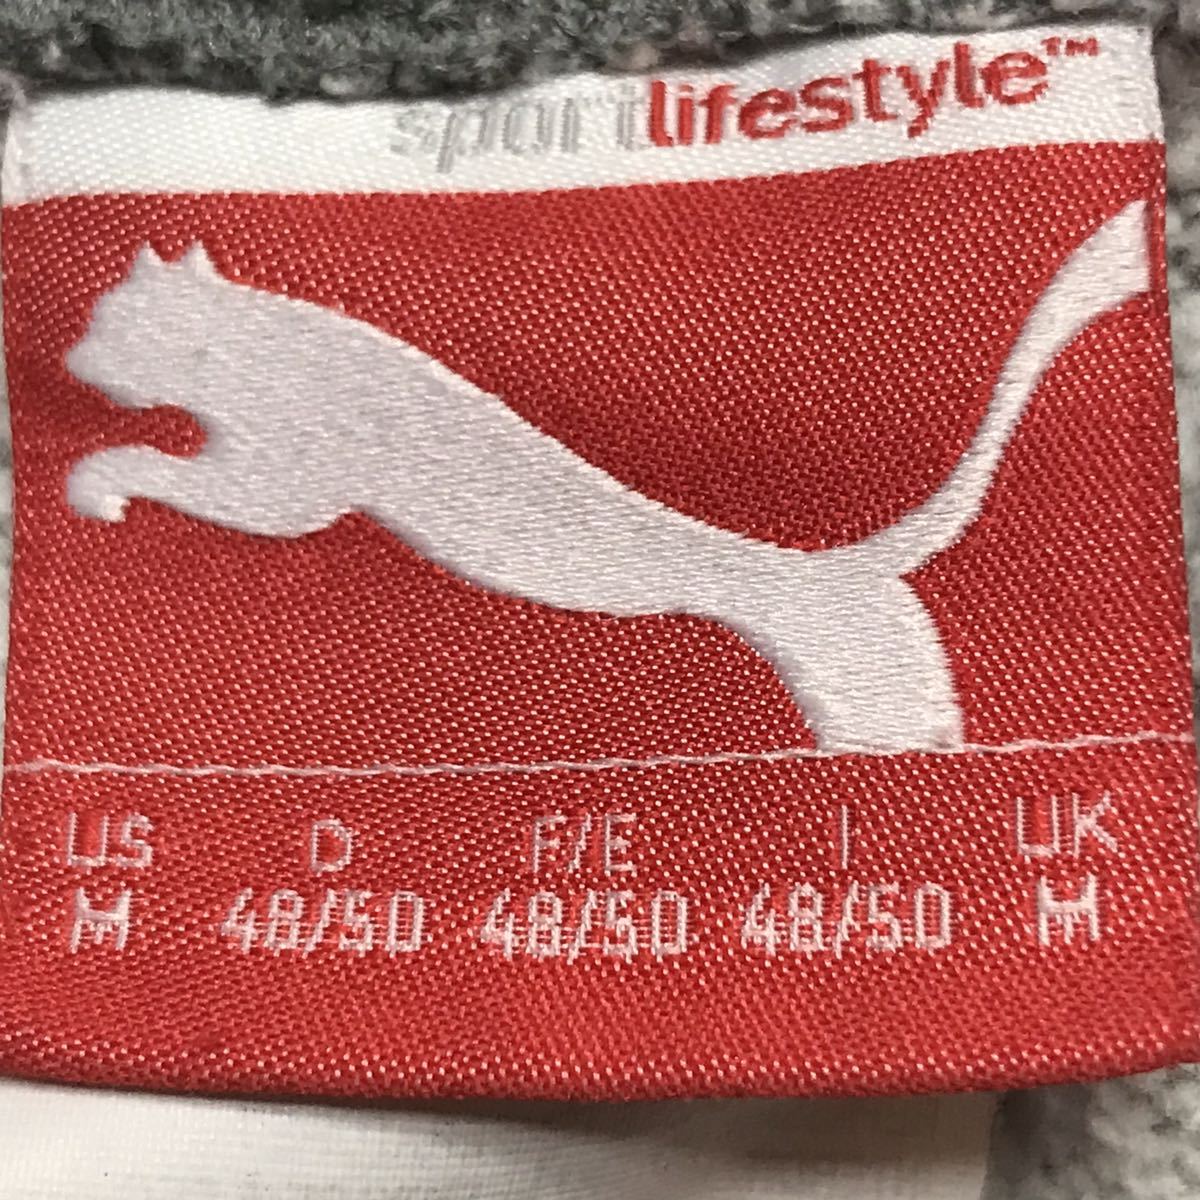 sportlifestyle™
US D F/E I UK
M 48/50 48/50 48/50 M